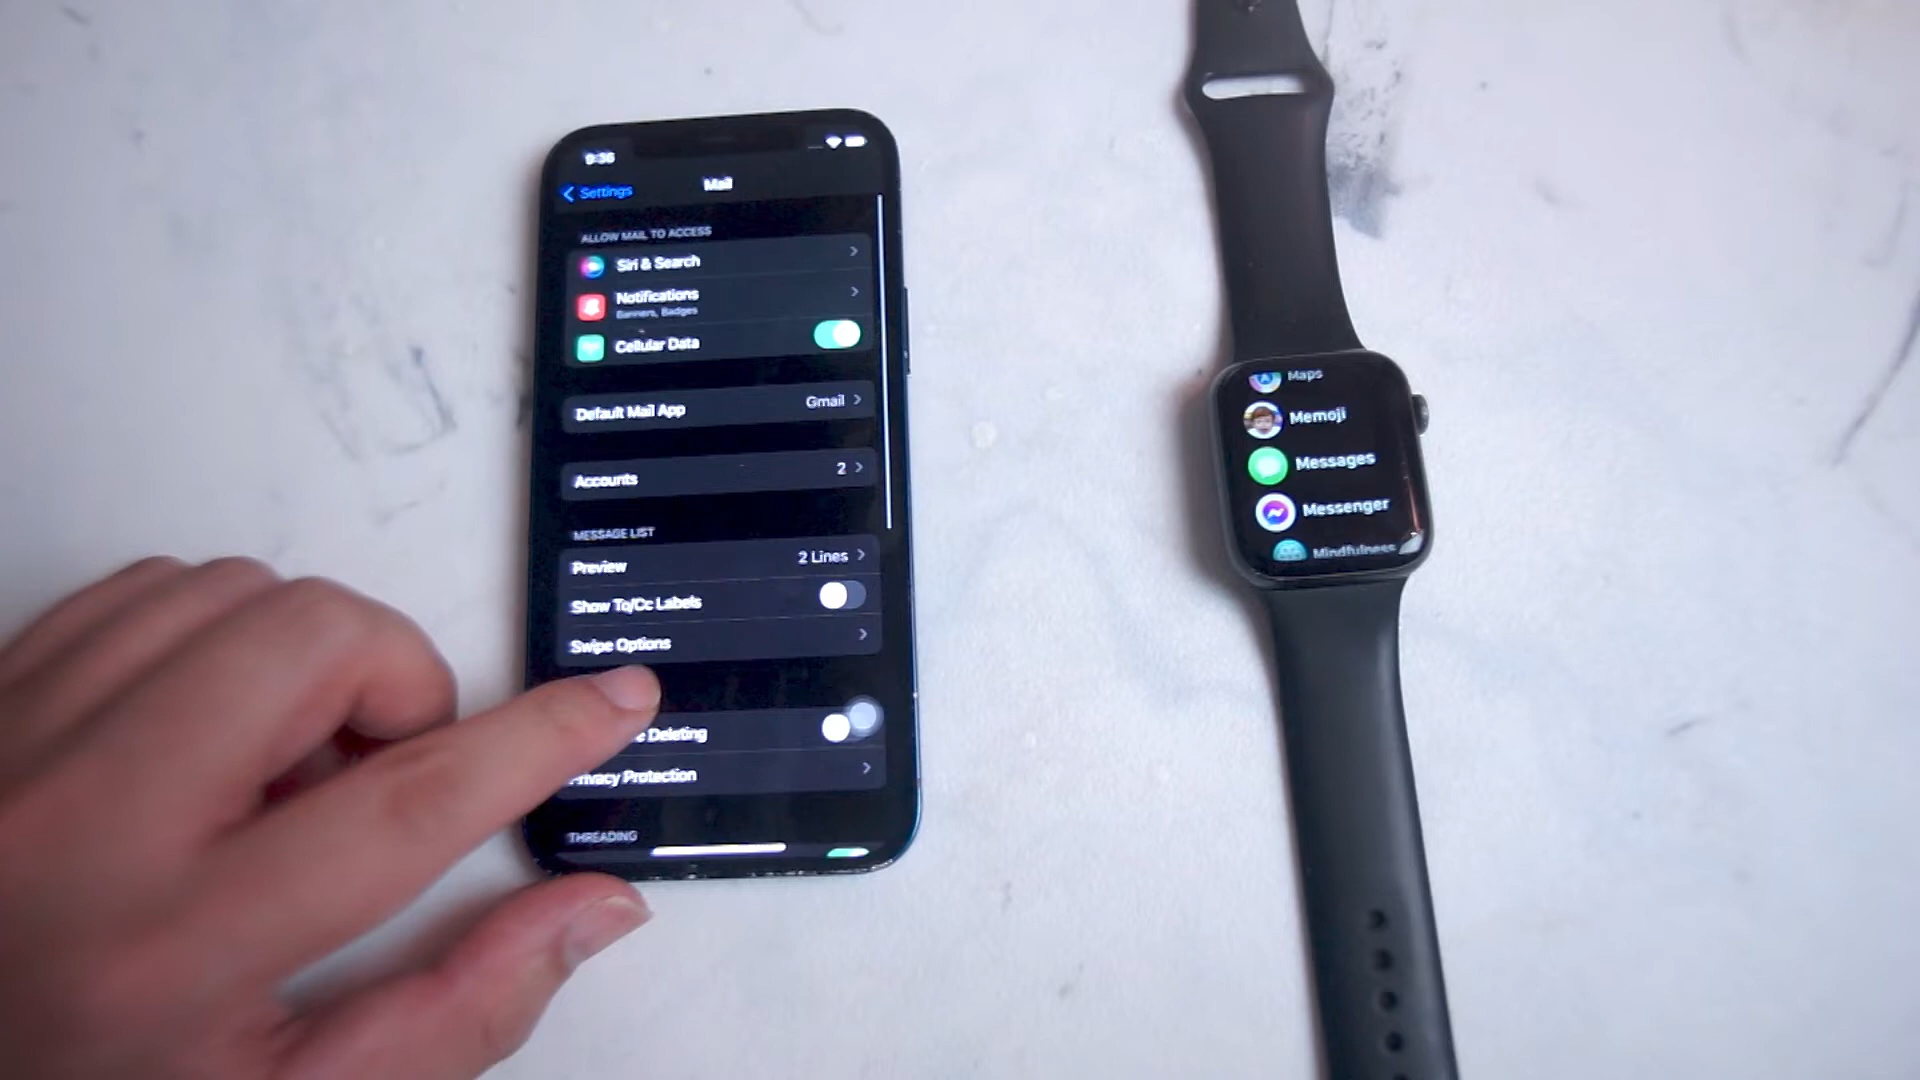 9:36
Settings
Mail
ALLOW MAIL TO ACCESS
Siri & Search
Notifications
Banners, Badges
Cellular Data
Default Mail App Gmail
Accounts 2
MESSAGE LIST
Preview 2 Lines
Show To/Cc Labels
Swipe Options
Deleting
Privacy Protection
THREADING
Maps
Memoji
Messages
Messenger
Mindfulness